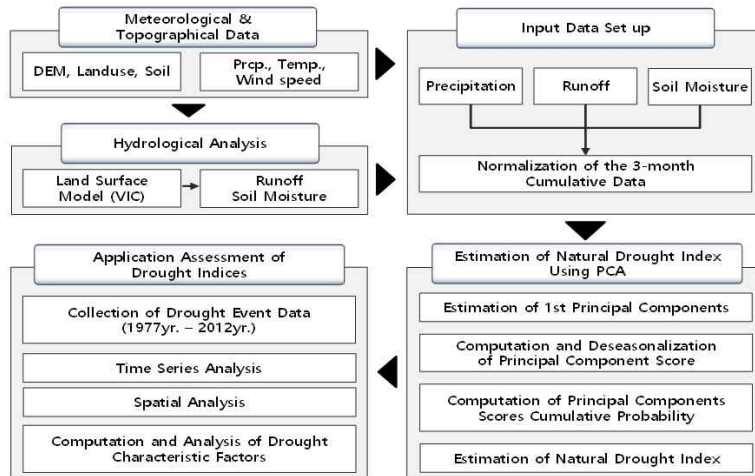 Meteorological &
Topographical Data
DEM, Landuse, Soil
Prcp., Temp.,
Wind speed
Hydrological Analysis
Land Surface
Model (VIC)
Runoff
Soil Moisture
Input Data Set up
Precipitation
Runoff
Soil Moisture
Normalization of the 3-month
Cumulative Data
Estimation of Natural Drought Index
Using PCA
Estimation of 1st Principal Components
Computation and Deseasonalization
of Principal Component Score
Computation of Principal Components
Scores Cumulative Probability
Estimation of Natural Drought Index
Application Assessment of
Drought Indices
Collection of Drought Event Data
(1977yr. – 2012yr.)
Time Series Analysis
Spatial Analysis
Computation and Analysis of Drought
Characteristic Factors